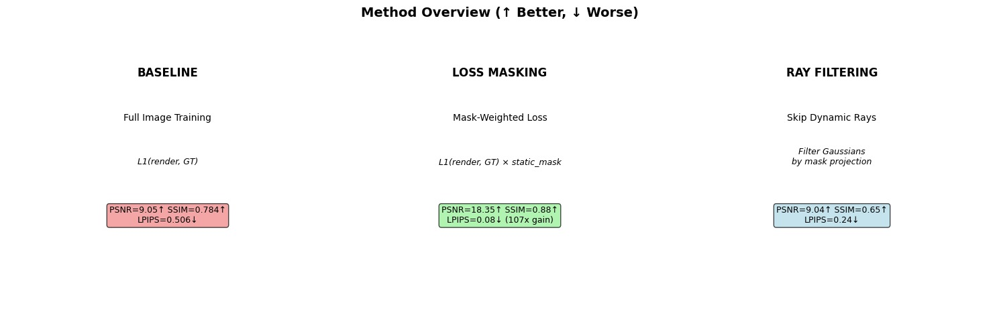 Method Overview (↑ Better, ↓ Worse)
BASELINE
Full Image Training
L1(render, GT)
PSNR=9.05↑ SSIM=0.784↑
LPIPS=0.506↓
LOSS MASKING
Mask-Weighted Loss
L1(render, GT) × static_mask
PSNR=18.35↑ SSIM=0.88↑
LPIPS=0.08↓ (107x gain)
RAY FILTERING
Skip Dynamic Rays
Filter Gaussians
by mask projection
PSNR=9.04↑ SSIM=0.65↑
LPIPS=0.24↓